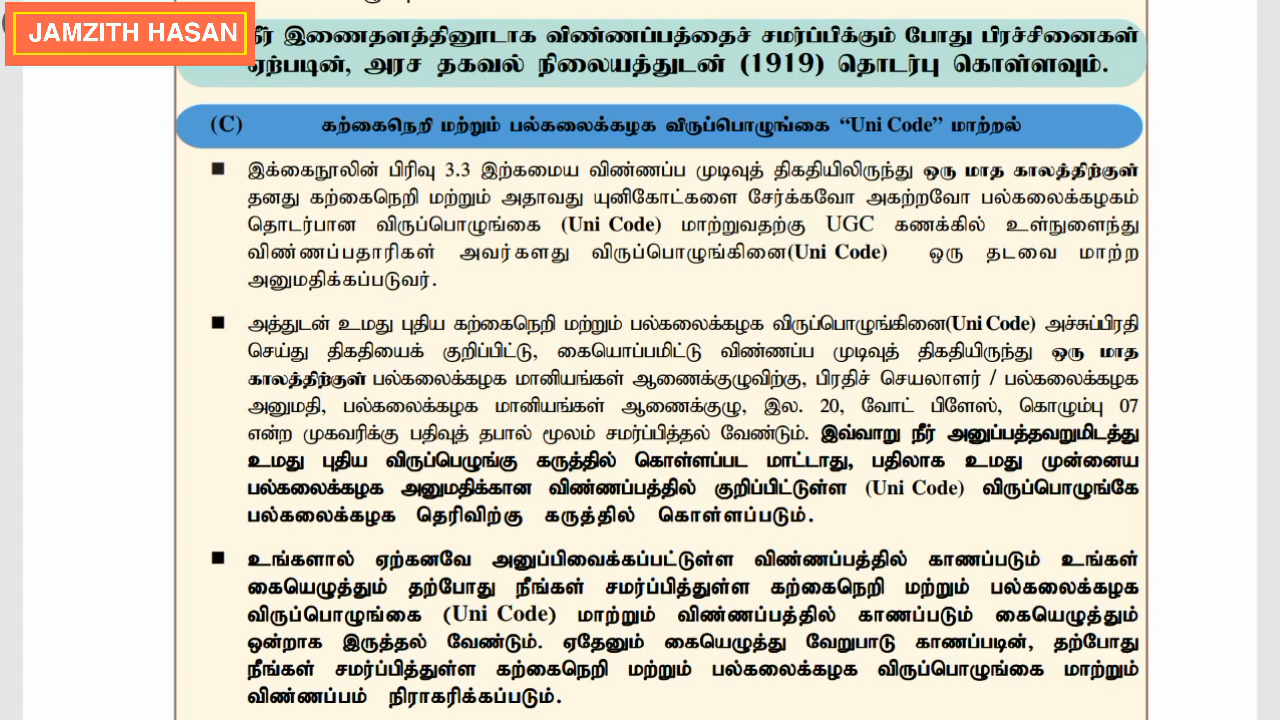 JAMZITH HASAN
நீர் இணைதளத்தினூடாக விண்ணப்பத்தைச் சமர்ப்பிக்கும் போது பிரச்சினைகள்
ஏற்படின், அரச தகவல் நிலையத்துடன் (1919) தொடர்பு கொள்ளவும்.
(C) கற்கைநெறி மற்றும் பல்கலைக்கழக விருப்பொழுங்கை “Uni Code” மாற்றல்
■ இக்கைநூலின் பிரிவு 3.3 இற்கமைய விண்ணப்ப முடிவுத் திகதியிலிருந்து ஒரு மாத காலத்திற்குள்
தனது கற்கைநெறி மற்றும் அதாவது யுனிகோட்களை சேர்க்கவோ அகற்றவோ பல்கலைக்கழகம்
தொடர்பான விருப்பொழுங்கை (Uni Code) மாற்றுவதற்கு UGC கணக்கில் உள்நுளைந்து
விண்ணப்பதாரிகள் அவர்களது விருப்பொழுங்கினை(Uni Code) ஒரு தடவை மாற்ற
அனுமதிக்கப்படுவர்.
■ அத்துடன் உமது புதிய கற்கைநெறி மற்றும் பல்கலைக்கழக விருப்பொழுங்கினை(Uni Code) அச்சுப்பிரதி
செய்து திகதியைக் குறிப்பிட்டு, கையொப்பமிட்டு விண்ணப்ப முடிவுத் திகதியிருந்து ஒரு மாத
காலத்திற்குள் பல்கலைக்கழக மானியங்கள் ஆணைக்குழுவிற்கு, பிரதிச் செயலாளர் / பல்கலைக்கழக
அனுமதி, பல்கலைக்கழக மானியங்கள் ஆணைக்குழு, இல. 20, வோட் பிளேஸ், கொழும்பு 07
என்ற முகவரிக்கு பதிவுத் தபால் மூலம் சமர்ப்பித்தல் வேண்டும். இவ்வாறு நீர் அனுப்பத்தவறுமிடத்து
உமது புதிய விருப்பெழுங்கு கருத்தில் கொள்ளப்பட மாட்டாது, பதிலாக உமது முன்னைய
பல்கலைக்கழக அனுமதிக்கான விண்ணப்பத்தில் குறிப்பிட்டுள்ள (Uni Code) விருப்பொழுங்கே
பல்கலைக்கழக தெரிவிற்கு கருத்தில் கொள்ளப்படும்.
■ உங்களால் ஏற்கனவே அனுப்பிவைக்கப்பட்டுள்ள விண்ணப்பத்தில் காணப்படும் உங்கள்
கையெழுத்தும் தற்போது நீங்கள் சமர்ப்பித்துள்ள கற்கைநெறி மற்றும் பல்கலைக்கழக
விருப்பொழுங்கை (Uni Code) மாற்றும் விண்ணப்பத்தில் காணப்படும் கையெழுத்தும்
ஒன்றாக இருத்தல் வேண்டும். ஏதேனும் கையெழுத்து வேறுபாடு காணப்படின், தற்போது
நீங்கள் சமர்ப்பித்துள்ள கற்கைநெறி மற்றும் பல்கலைக்கழக விருப்பொழுங்கை மாற்றும்
விண்ணப்பம் நிராகரிக்கப்படும்.